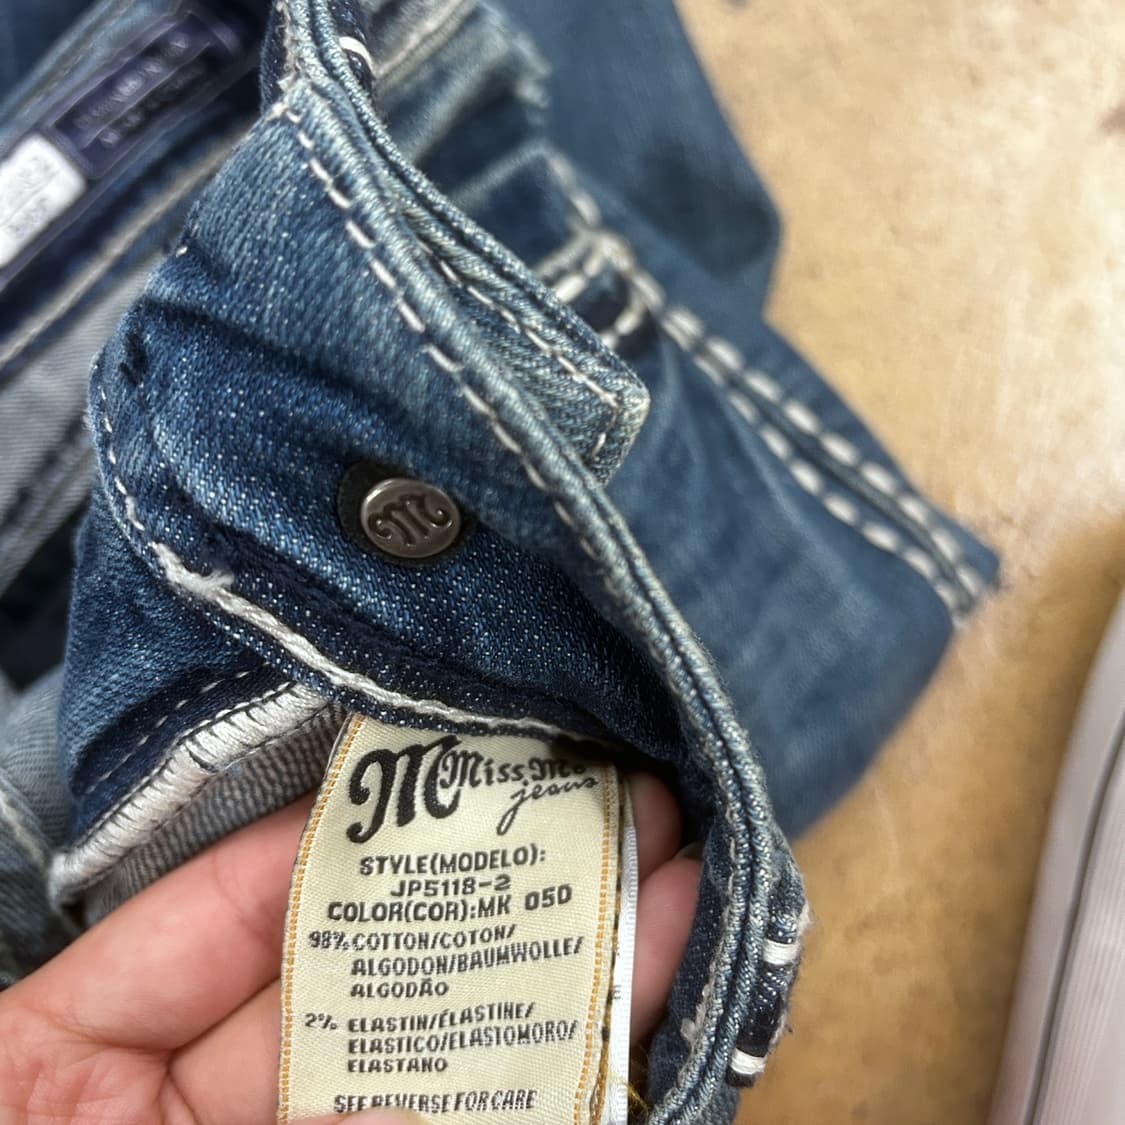 M
M Miss Me
jeans
STYLE(MODELO):
JP5118-2
COLOR(COR):MK 050
98% COTTON/COTON/
ALGODON/BAUMWOLLE/
ALGODÃO
2% ELASTIN/ÉLASTINE/
ELASTICO/ELASTOMORO/
ELASTANO
SEE REVERSE FOR CARE